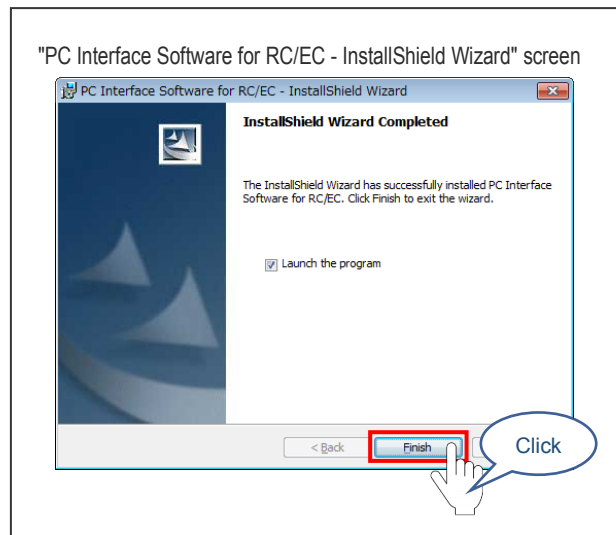 "PC Interface Software for RC/EC - InstallShield Wizard" screen
PC Interface Software for RC/EC - InstallShield Wizard
InstallShield Wizard Completed
The InstallShield Wizard has successfully installed PC Interface
Software for RC/EC. Click Finish to exit the wizard.
Launch the program
< Back Finish Click